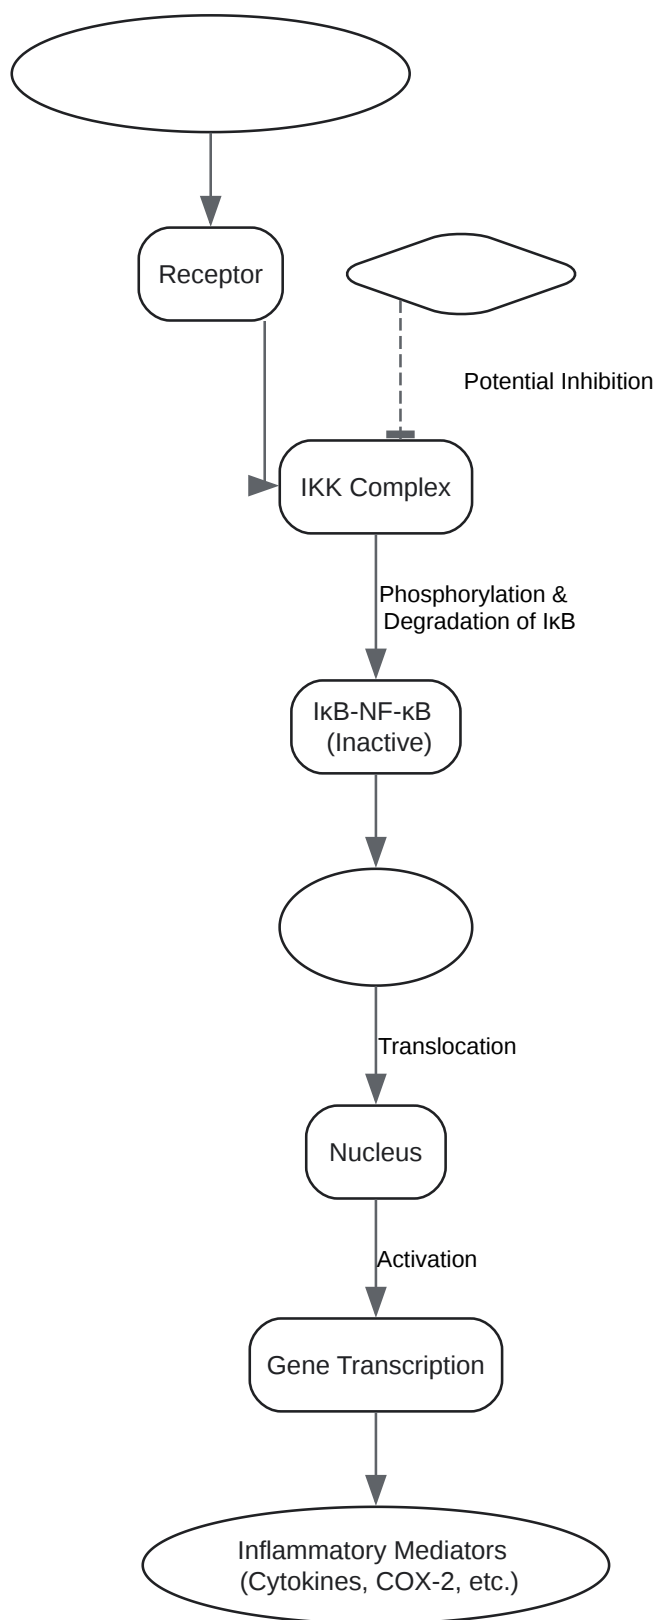 Receptor
Potential Inhibition
IKK Complex
Phosphorylation &
Degradation of IκB
IκB-NF-κB
(Inactive)
Translocation
Nucleus
Activation
Gene Transcription
Inflammatory Mediators
(Cytokines, COX-2, etc.)